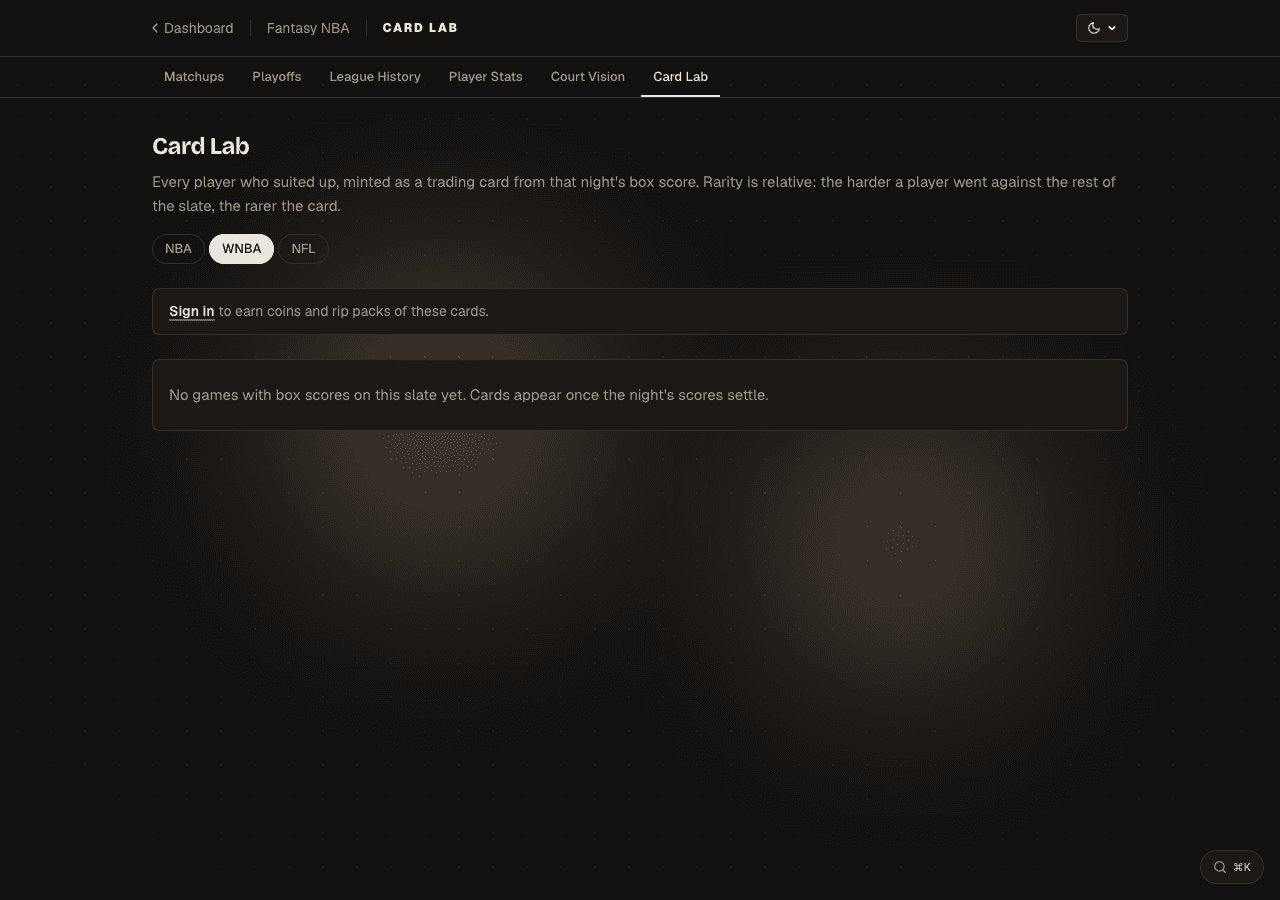 Dashboard
Fantasy NBA
CARD LAB
Matchups
Playoffs
League History
Player Stats
Court Vision
Card Lab
Card Lab
Every player who suited up, minted as a trading card from that night's box score. Rarity is relative: the harder a player went against the rest of
the slate, the rarer the card.
NBA
WNBA
NFL
Sign in to earn coins and rip packs of these cards.
No games with box scores on this slate yet. Cards appear once the night's scores settle.
⌘K